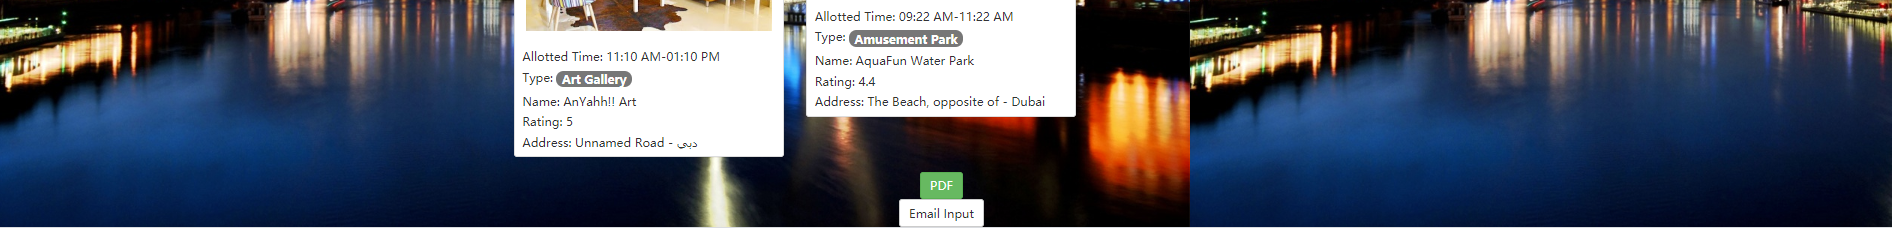 Allotted Time: 11:10 AM-01:10 PM
Type: Art Gallery
Name: AnYahh!! Art
Rating: 5
Address: Unnamed Road - دبي
Allotted Time: 09:22 AM-11:22 AM
Type: Amusement Park
Name: AquaFun Water Park
Rating: 4.4
Address: The Beach, opposite of - Dubai
PDF
Email Input